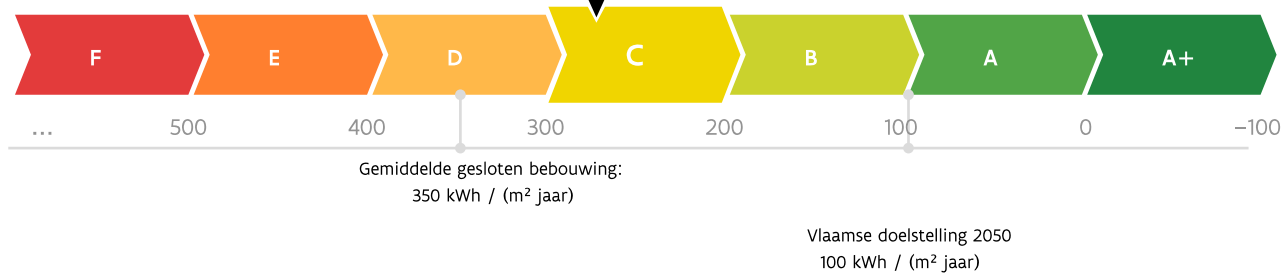 F E D C B A A+
... 500 400 300 200 100 0 –100
Gemiddelde gesloten bebouwing:
350 kWh / (m² jaar)
Vlaamse doelstelling 2050
100 kWh / (m² jaar)